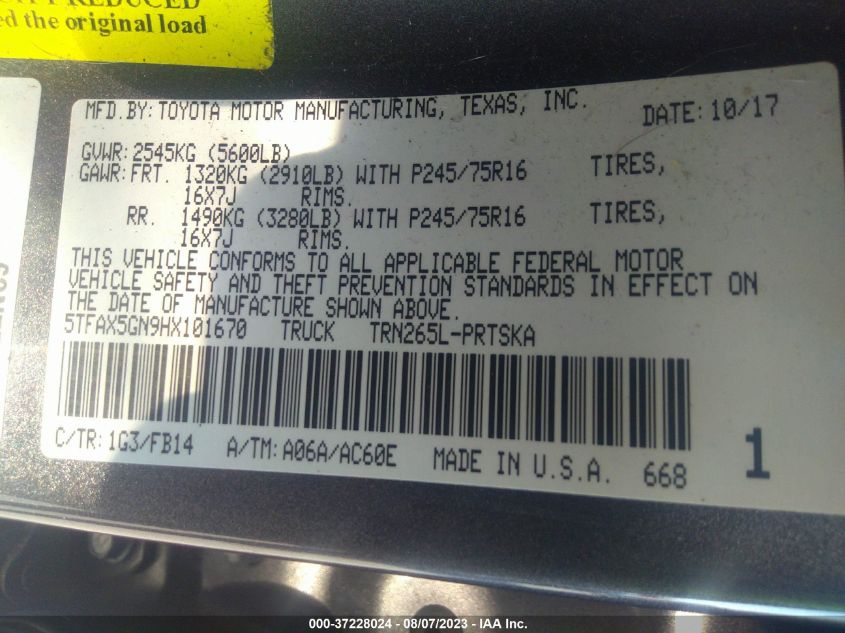 REDUCED
ed the original load
MFD.BY: TOYOTA MOTOR MANUFACTURING, TEXAS, INC. DATE: 10/17
GVWR: 2545KG (5600LB)
GAWR: FRT. 1320KG (2910LB) WITH P245/75R16 TIRES,
16X7J RIMS.
RR. 1490KG (3280LB) WITH P245/75R16 TIRES,
16X7J RIMS.
THIS VEHICLE CONFORMS TO ALL APPLICABLE FEDERAL MOTOR
VEHICLE SAFETY AND THEFT PREVENTION STANDARDS IN EFFECT ON
THE DATE OF MANUFACTURE SHOWN ABOVE.
5TFAX5GN9HX101670 TRUCK TRN265L-PRTSKA
C/TR: 1G3/FB14 A/TM: A06A/AC60E MADE IN U.S.A. 668 1
000-37228024 - 08/07/2023 - IAA Inc.